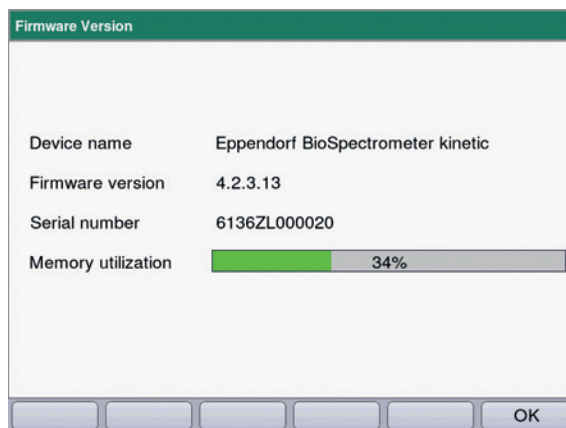 Firmware Version
Device name Eppendorf BioSpectrometer kinetic
Firmware version 4.2.3.13
Serial number 6136ZL000020
Memory utilization 34%
OK